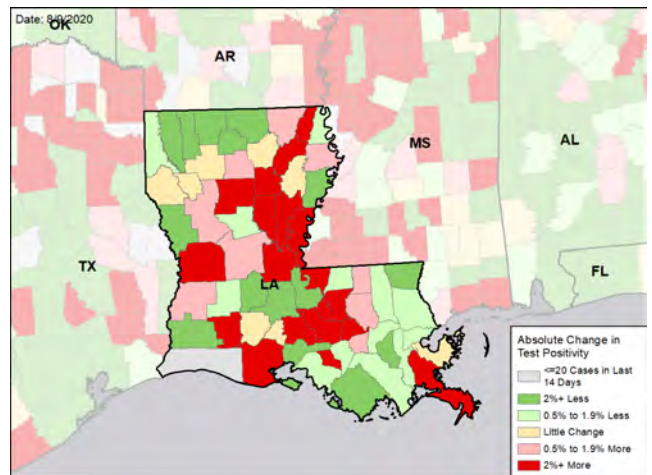 Date: 8/9/2020
OK
AR
MS
AL
TX
LA
FL
Absolute Change in
Test Positivity
<=20 Cases in Last
14 Days
2%+ Less
0.5% to 1.9% Less
Little Change
0.5% to 1.9% More
2%+ More